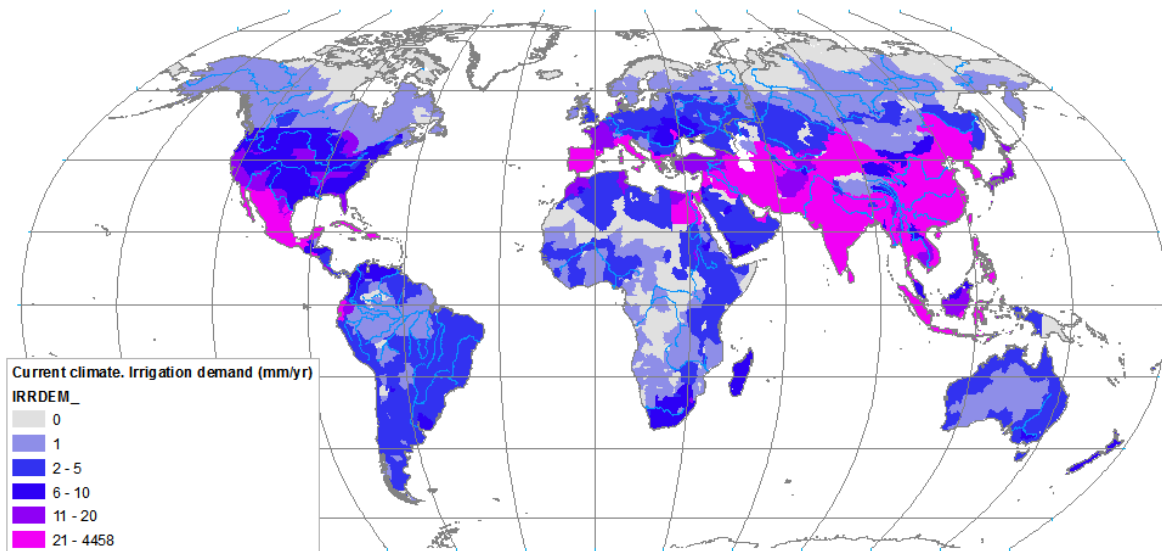 Current climate. Irrigation demand (mm/yr)
IRRDEM_
0
1
2 - 5
6 - 10
11 - 20
21 - 4458